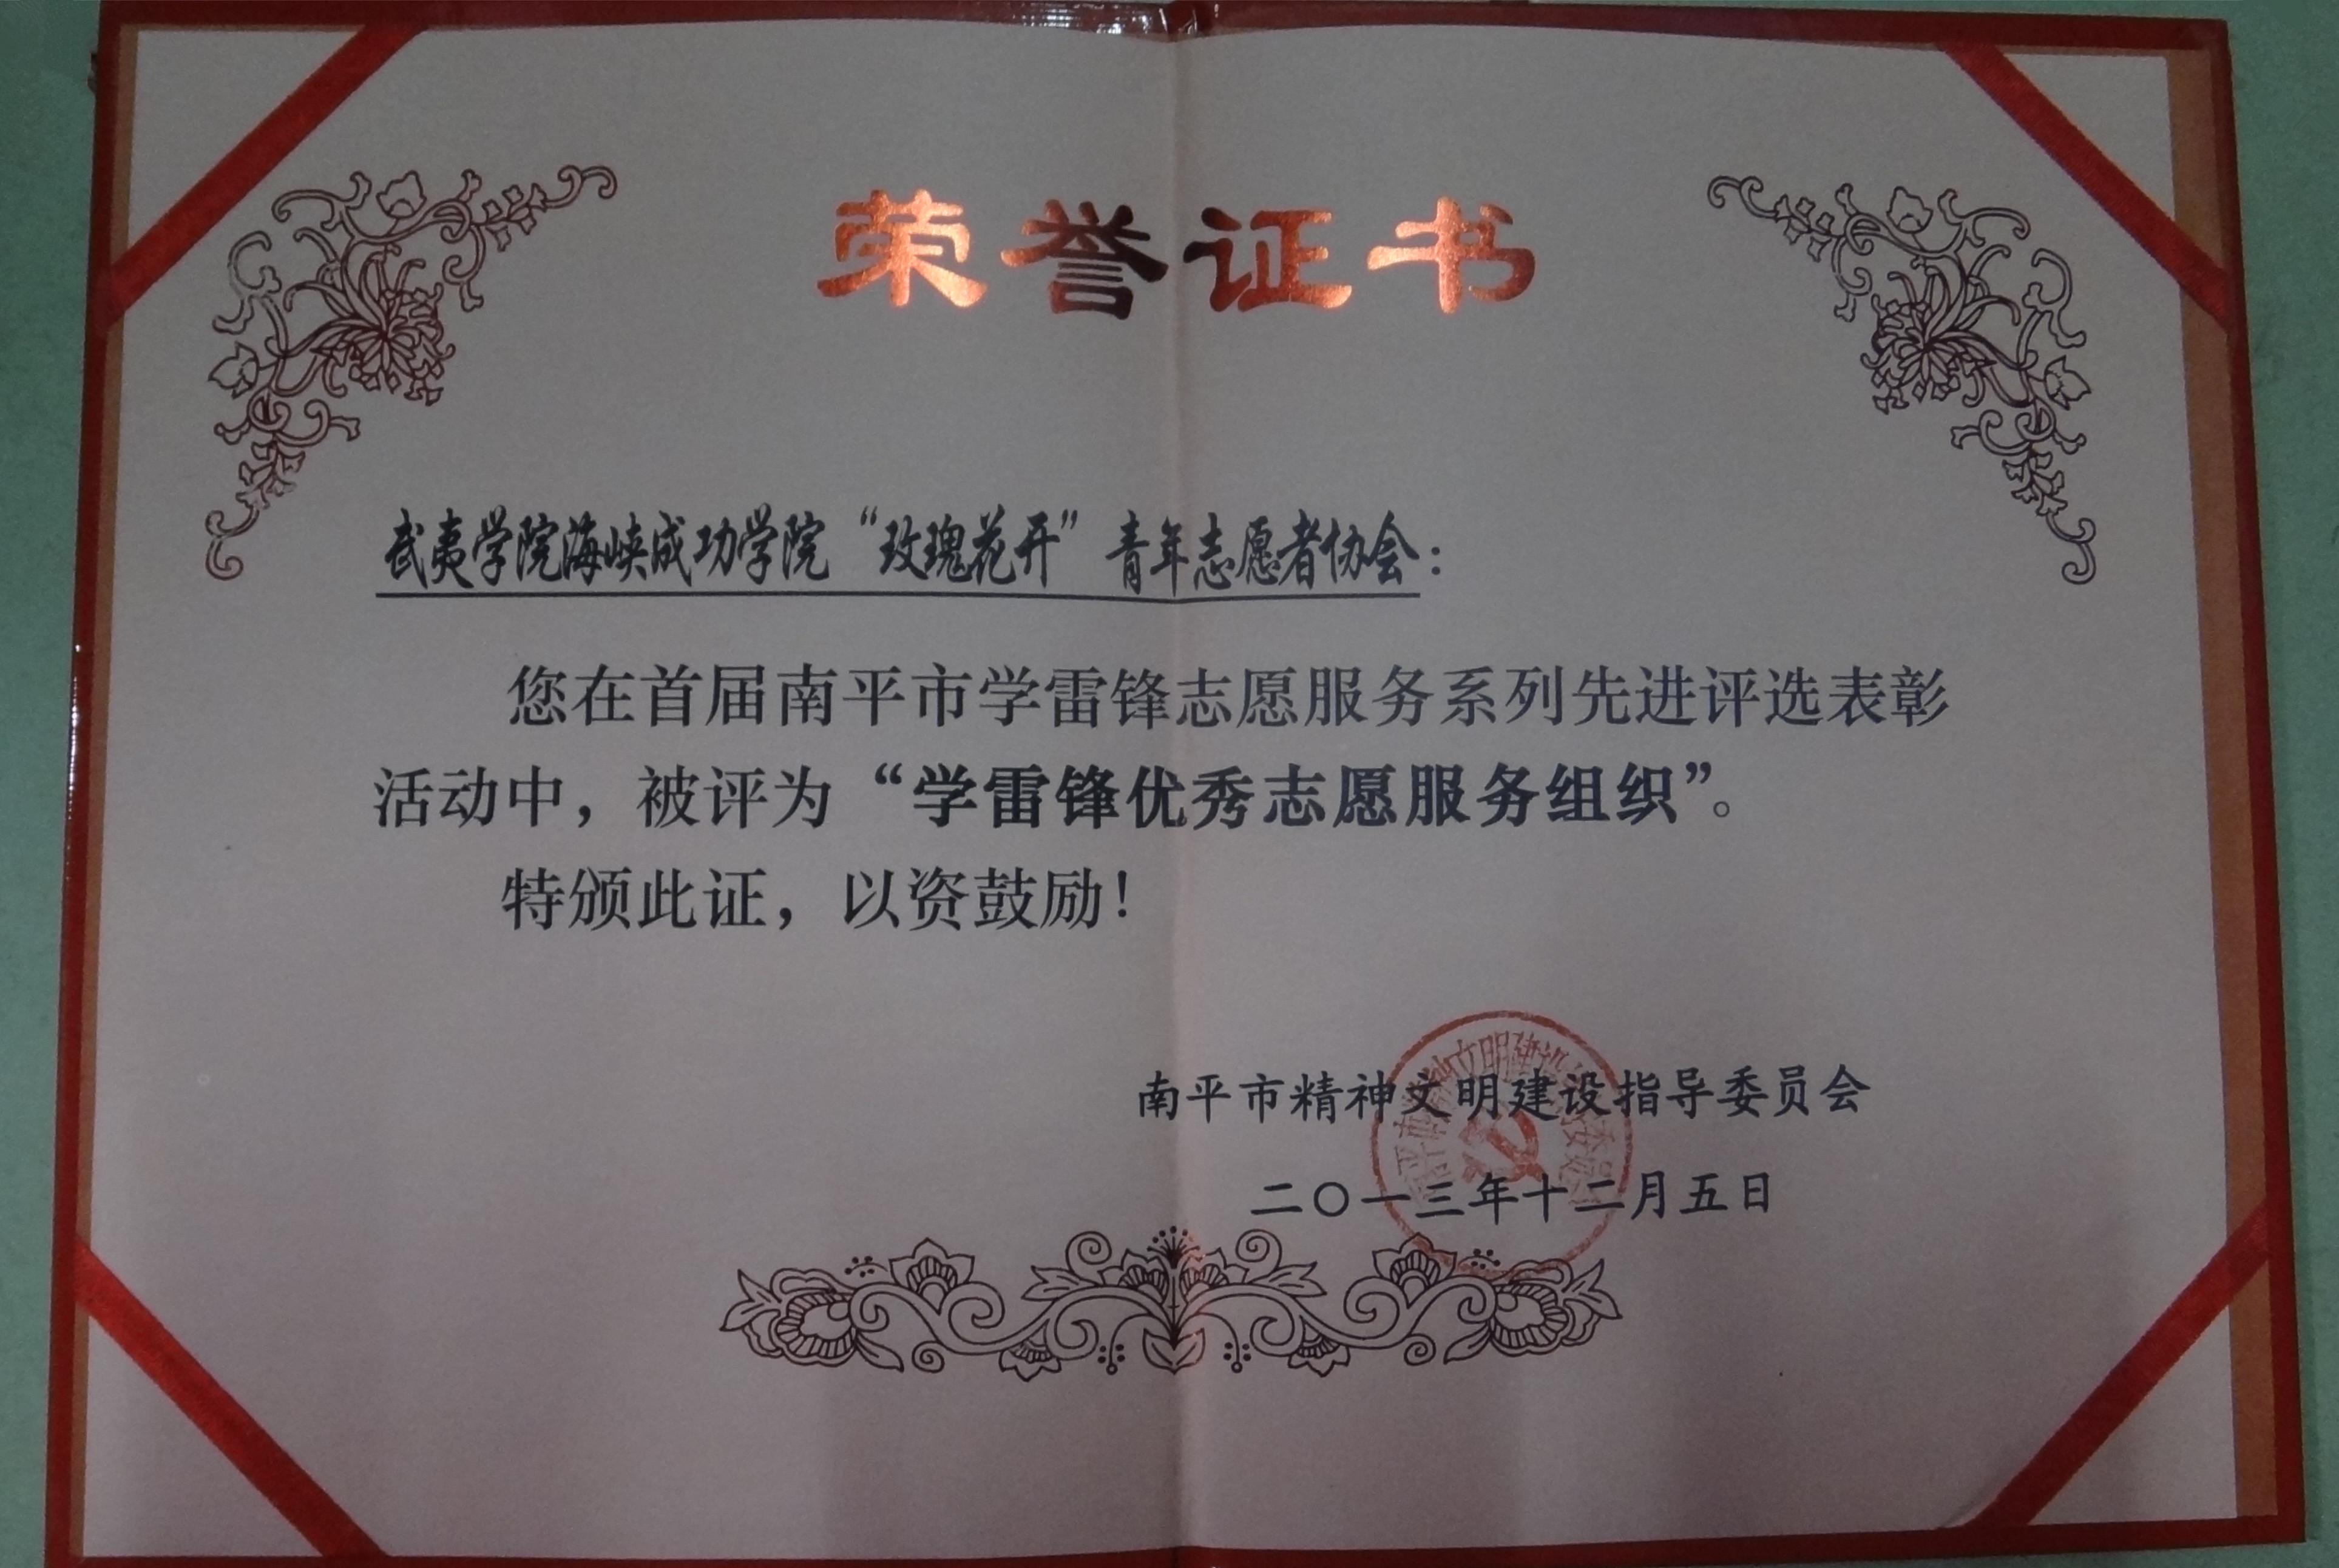 荣誉证书
武夷学院海峡成功学院“玫瑰花开”青年志愿者协会：
您在首届南平市学雷锋志愿服务系列先进评选表彰
活动中，被评为“学雷锋优秀志愿服务组织”。
特颁此证，以资鼓励！
南平市精神文明建设指导委员会
二〇一三年十二月五日